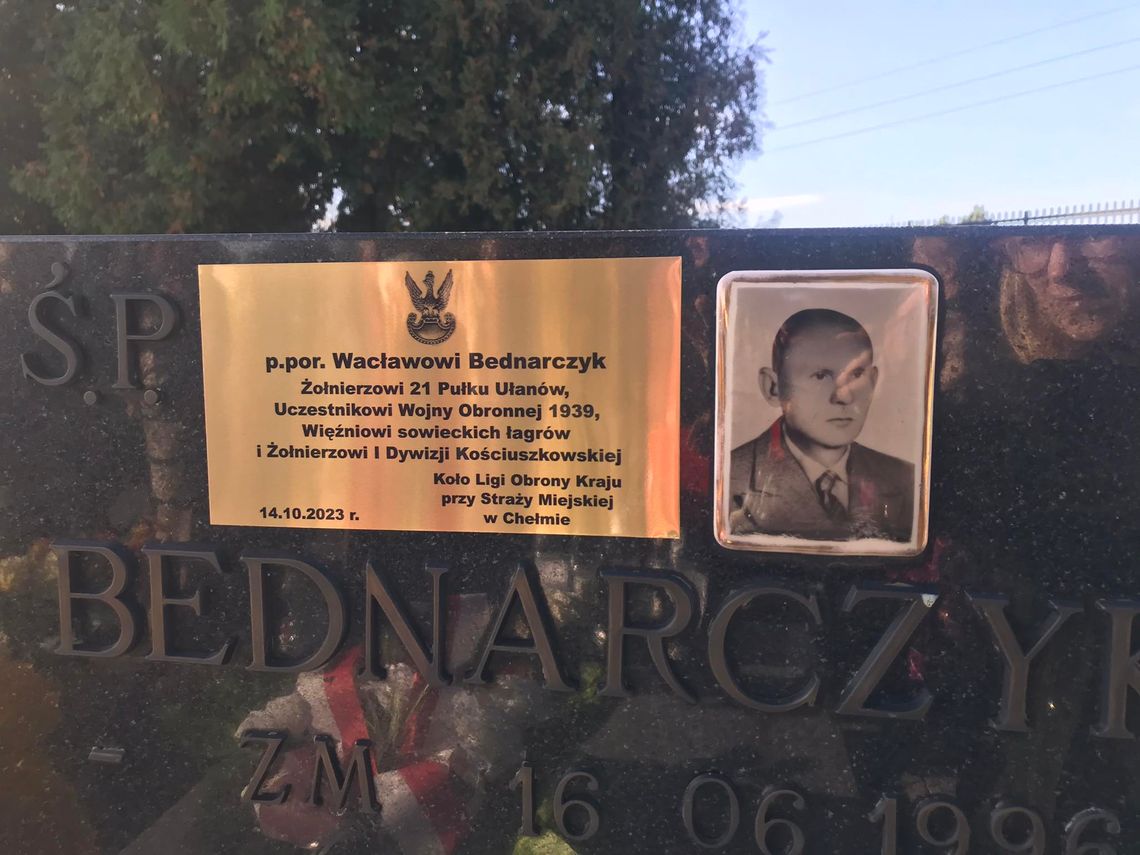 Ś.P.
p.por. Wacławowi Bednarczyk
Żołnierzowi 21 Pułku Ułanów,
Uczestnikowi Wojny Obronnej 1939,
Więźniowi sowieckich łagrów
i Żołnierzowi I Dywizji Kościuszkowskiej
Koło Ligi Obrony Kraju
przy Straży Miejskiej
w Chełmie
14.10.2023 r.
BEDNARCZYK
ZM 16 06 1996